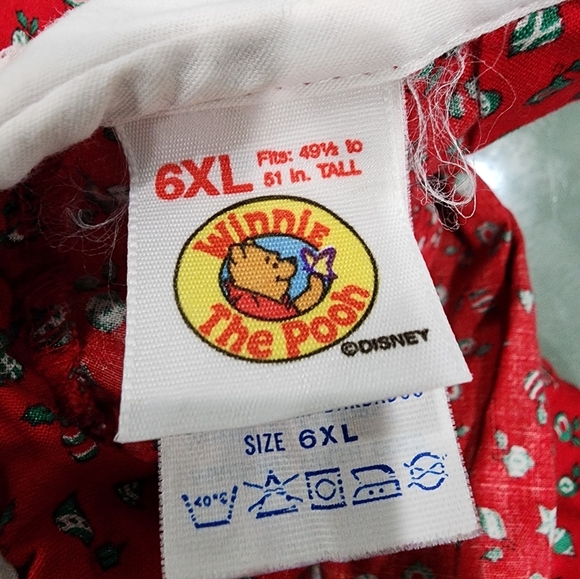 6XL Fits: 49½ to
51 in. TALL
Winnie
The Pooh
©DISNEY
SIZE 6XL
40°C